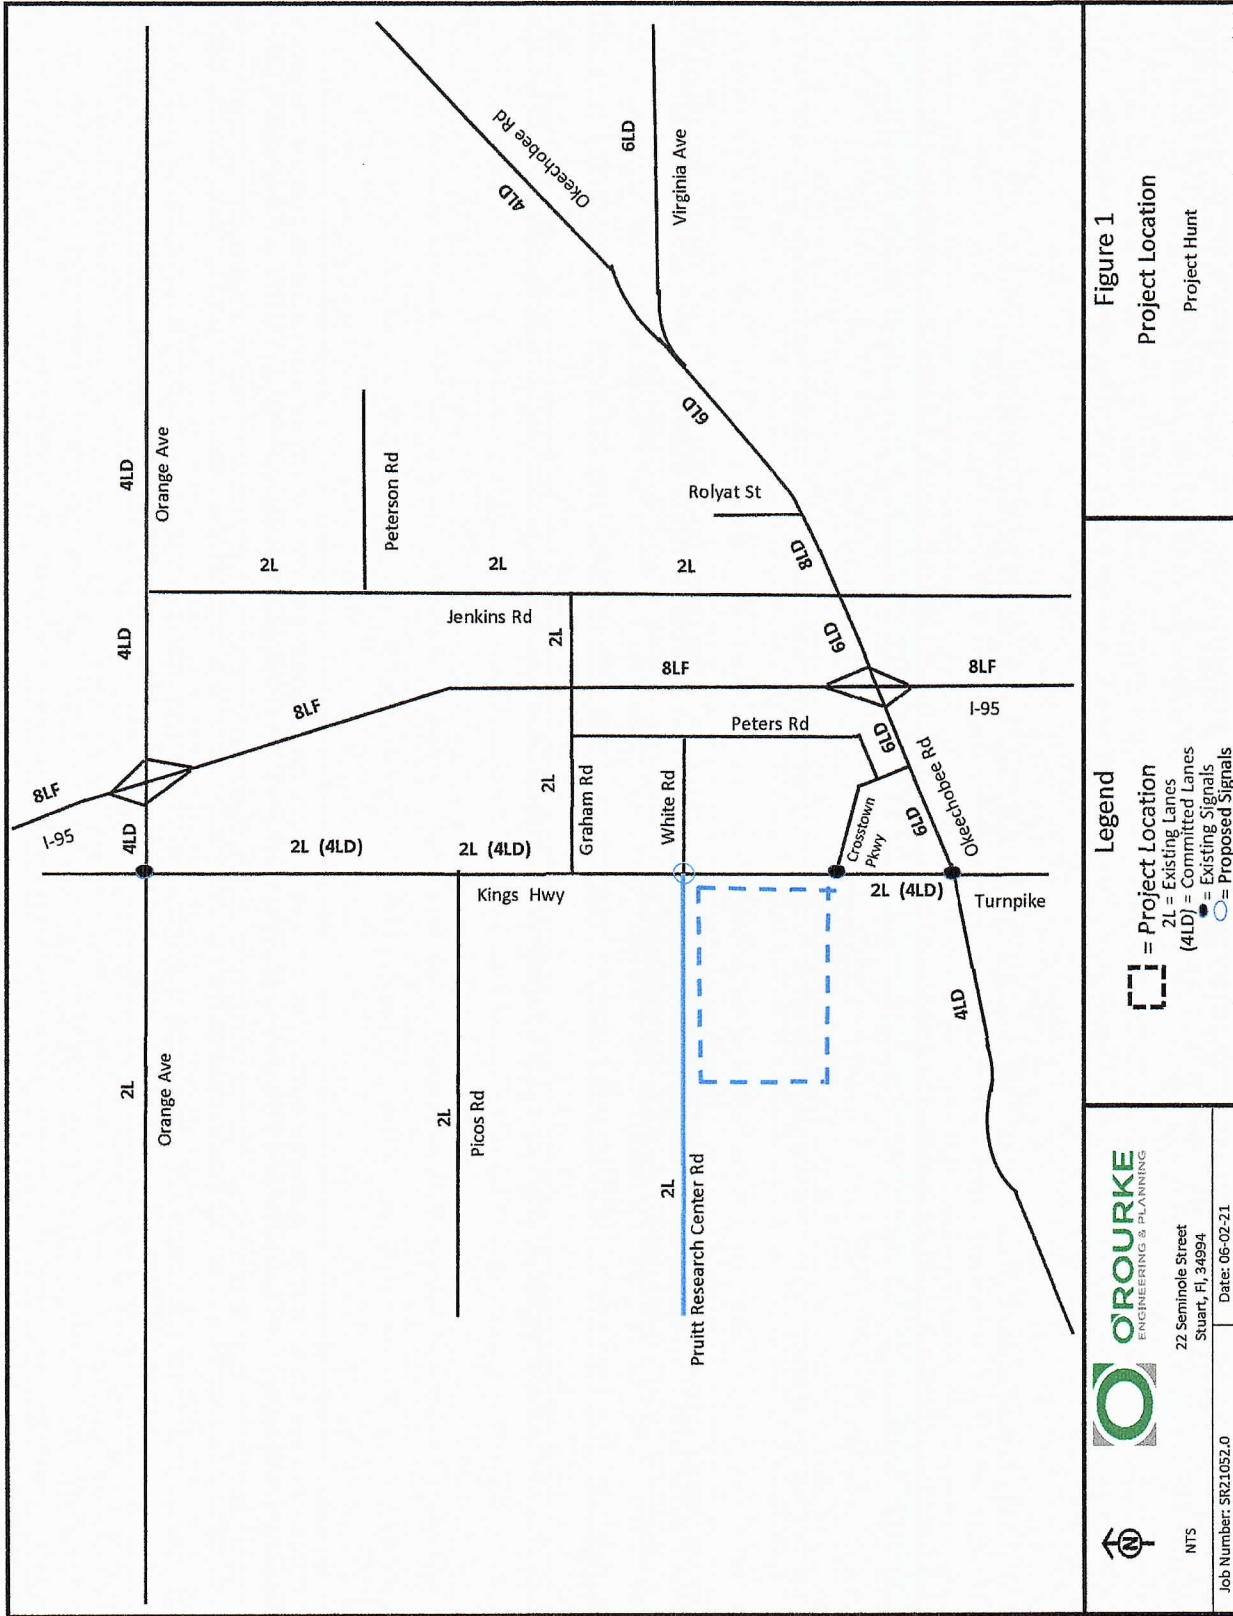 Okeechobee Rd
4LD
6LD
Virginia Ave
4LD
Orange Ave
Peterson Rd
6LD
Rolyat St
8LD
2L
2L
2L
Jenkins Rd
4LD
2L
6LD
8LF
8LF
8LF
I-95
8LF
I-95
Peters Rd
6LD
4LD
2L
Graham Rd
White Rd
Crosstown
Pkwy
6LD
Okeechobee Rd
2L (4LD)
2L (4LD)
Kings Hwy
2L (4LD)
Turnpike
4LD
2L
Orange Ave
2L
Picos Rd
2L
Pruitt Research Center Rd
Figure 1
Project Location
Project Hunt
Legend
= Project Location
2L = Existing Lanes
(4LD) = Committed Lanes
= Existing Signals
= Proposed Signals
O'ROURKE
ENGINEERING & PLANNING
22 Seminole Street
Stuart, Fl, 34994
N
NTS
Job Number: SR21052.0
Date: 06-02-21